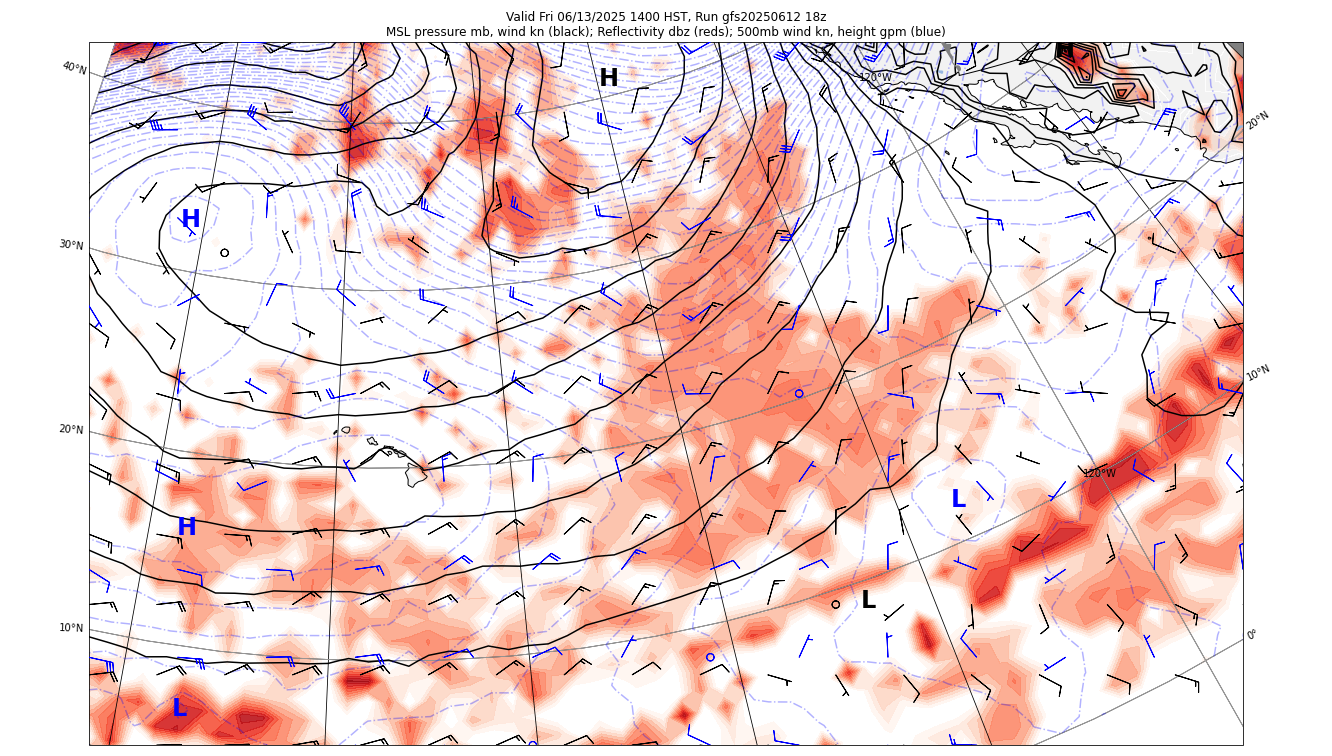 Valid Fri 06/13/2025 1400 HST, Run gfs20250612 18z
MSL pressure mb, wind kn (black); Reflectivity dbz (reds); 500mb wind kn, height gpm (blue)
H
H
40°N
120°W
20°N
H
30°N
10°N
20°N
120°W
L
H
L
10°N
0°
L